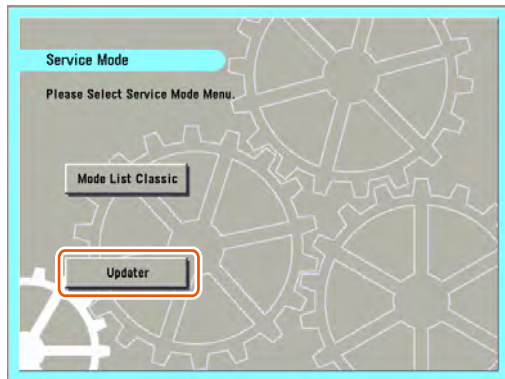 Service Mode
Please Select Service Mode Menu.
Mode List Classic
Updater